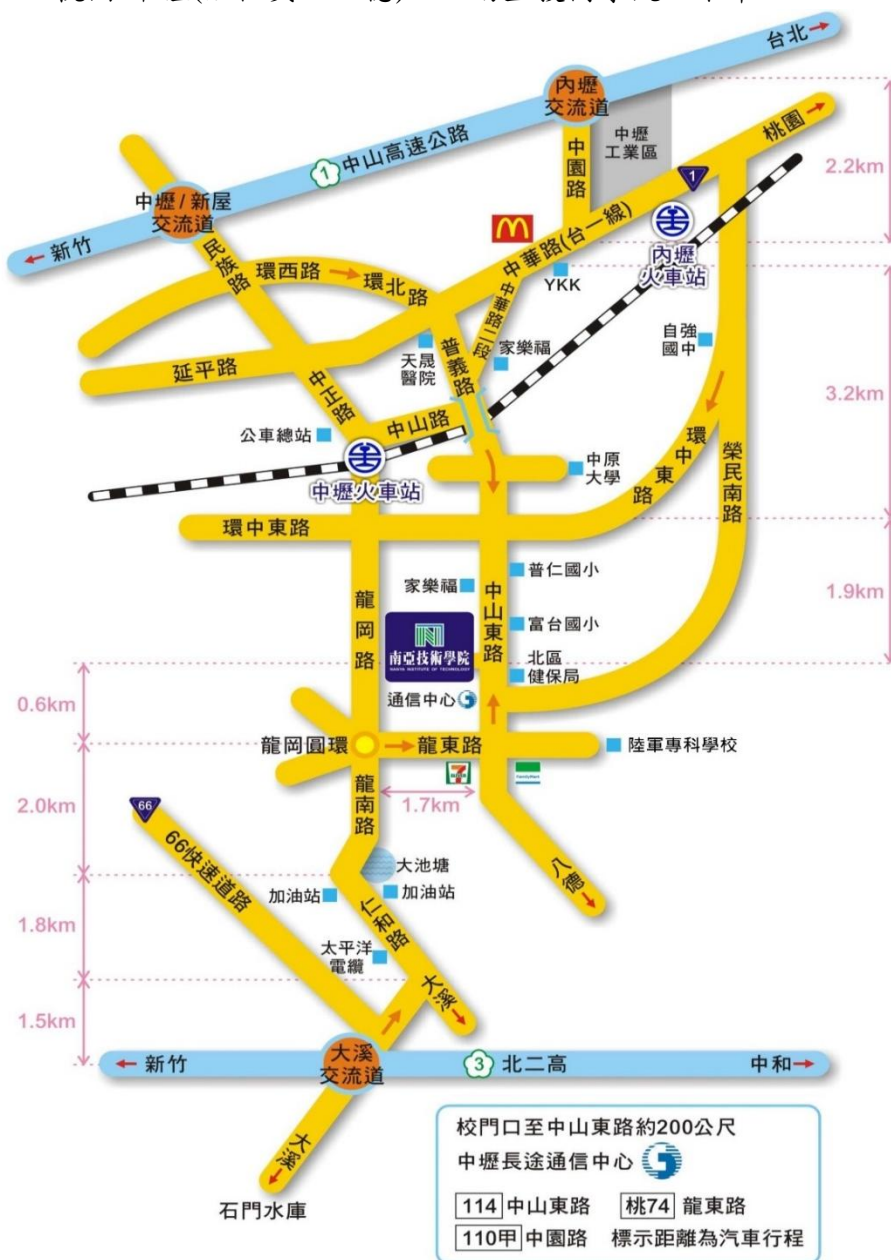 台北→
內壢
交流道
中壢
工業區
桃園
1
2.2km
中園路
1 中山高速公路
中壢/新屋
交流道
←新竹
民族路
內壢
火車站
中華路(台一線)
YKK
環西路
環北路
中華路二段
自強
國中
天晟
醫院
普義路
家樂福
延平路
中正路
3.2km
中山路
公車總站
中壢火車站
中原
大學
環中東路
榮民南路
環中東路
普仁國小
家樂福
中山東路
1.9km
龍岡路
富台國小
南亞技術學院
NANYA INSTITUTE OF TECHNOLOGY
北區
健保局
通信中心
0.6km
龍岡圓環
龍東路
陸軍專科學校
7
ELEVEN
FamilyMart
1.7km
2.0km
龍南路
66
66快速道路
大池塘
加油站
加油站
八德
仁和路
1.8km
太平洋
電纜
大溪
1.5km
大溪
交流道
←新竹
3 北二高
中和→
大溪
石門水庫
校門口至中山東路約200公尺
中壢長途通信中心
114 中山東路 桃74 龍東路
110甲 中園路 標示距離為汽車行程